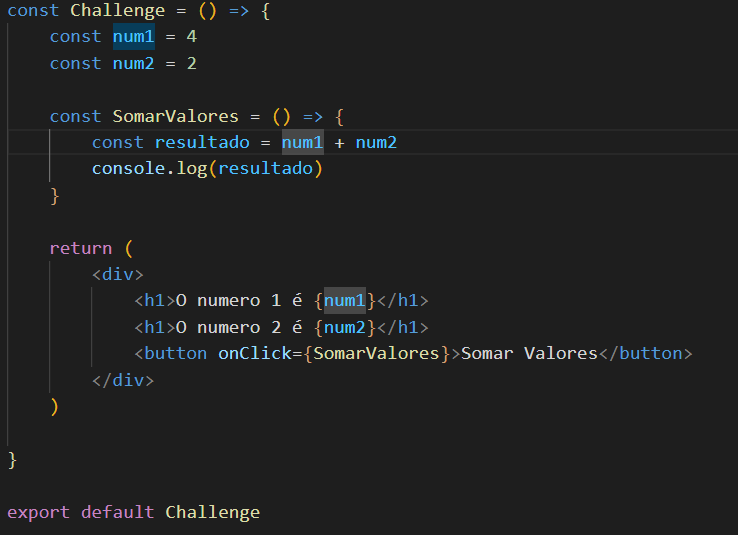 const Challenge = () => {
    const num1 = 4
    const num2 = 2

    const SomarValores = () => {
        const resultado = num1 + num2
        console.log(resultado)
    }

    return (
        <div>
            <h1>O numero 1 é {num1}</h1>
            <h1>O numero 2 é {num2}</h1>
            <button onClick={SomarValores}>Somar Valores</button>
        </div>
    )

}

export default Challenge